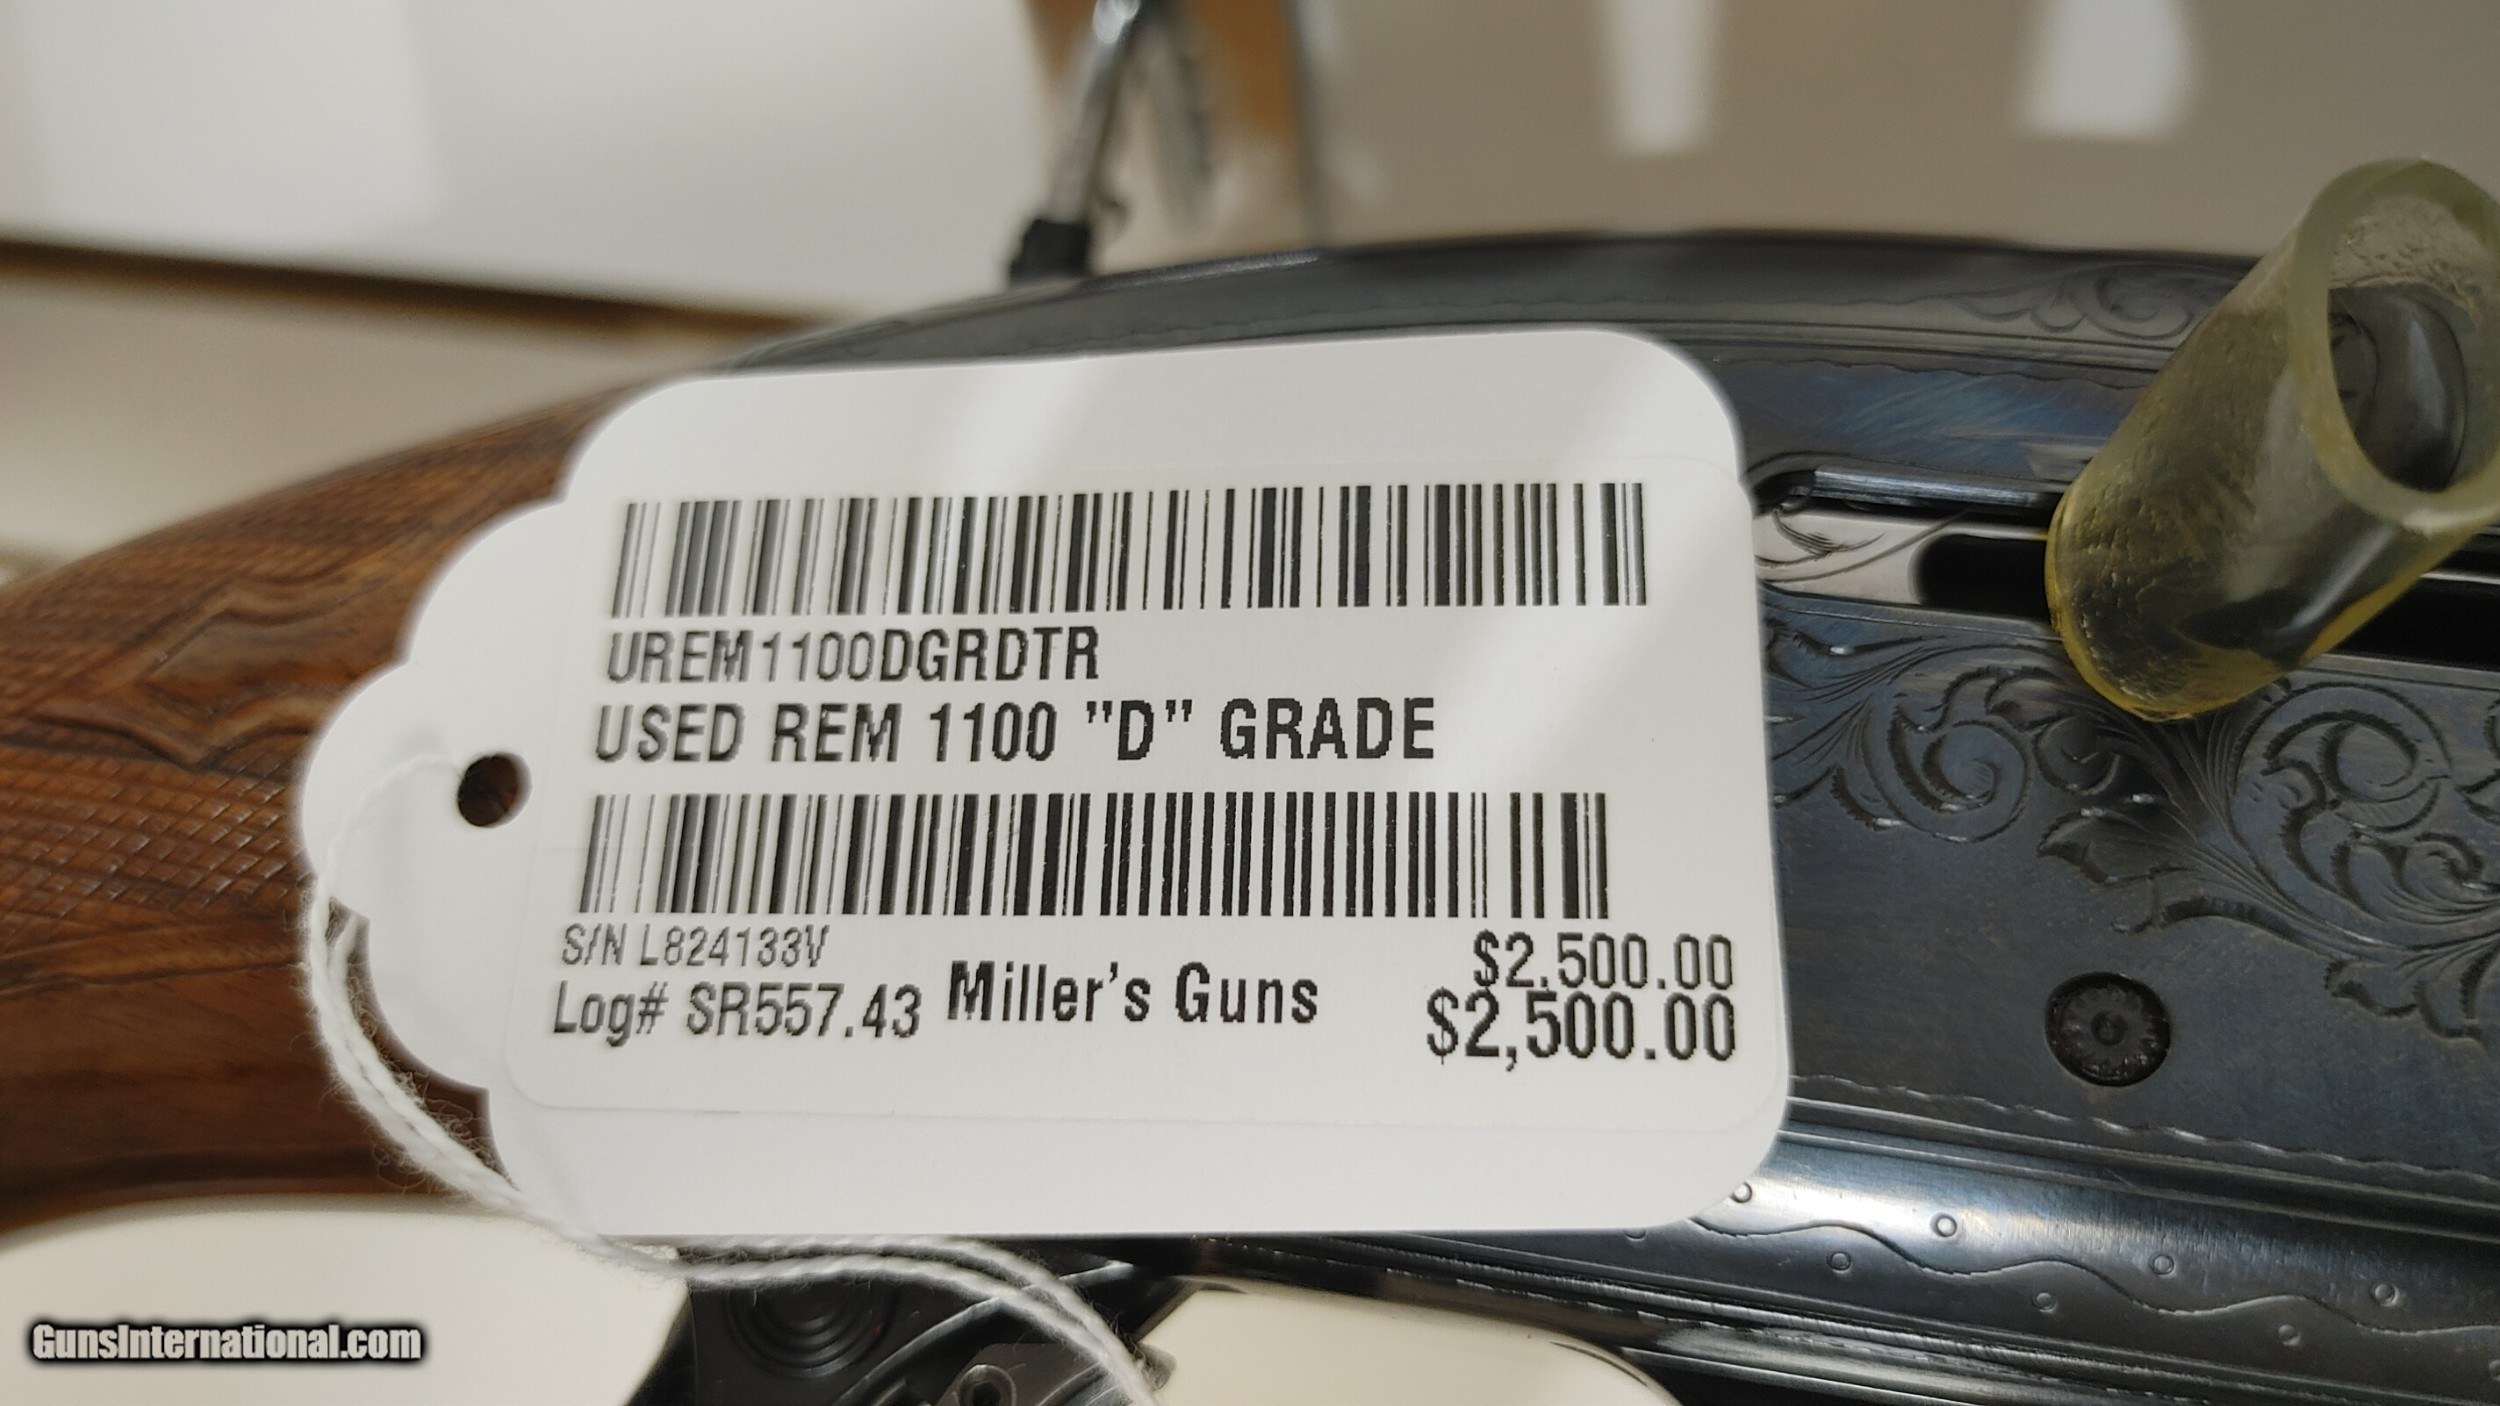 UREM1100DGRDTR
USED REM 1100 "D" GRADE
S/N L824133V
$2,500.00
Log# SR557.43
Miller's Guns
$2,500.00
GunsInternational.com